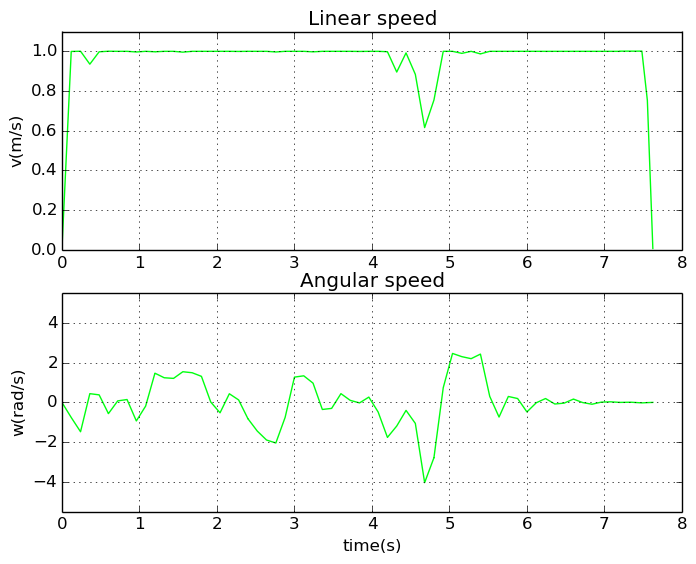 Linear speed
1.0
0.8
0.6
0.4
0.2
0.0
v(m/s)
0 1 2 3 4 5 6 7 8
Angular speed
4
2
0
−2
−4
w(rad/s)
0 1 2 3 4 5 6 7 8
time(s)